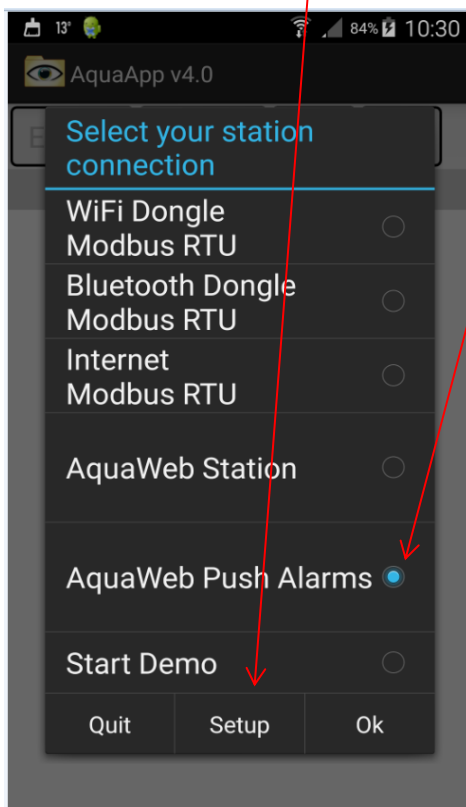 13° 84% 10:30
AquaApp v4.0
E
Select your station
connection
WiFi Dongle
Modbus RTU
Bluetooth Dongle
Modbus RTU
Internet
Modbus RTU
AquaWeb Station
AquaWeb Push Alarms
Start Demo
Quit Setup Ok